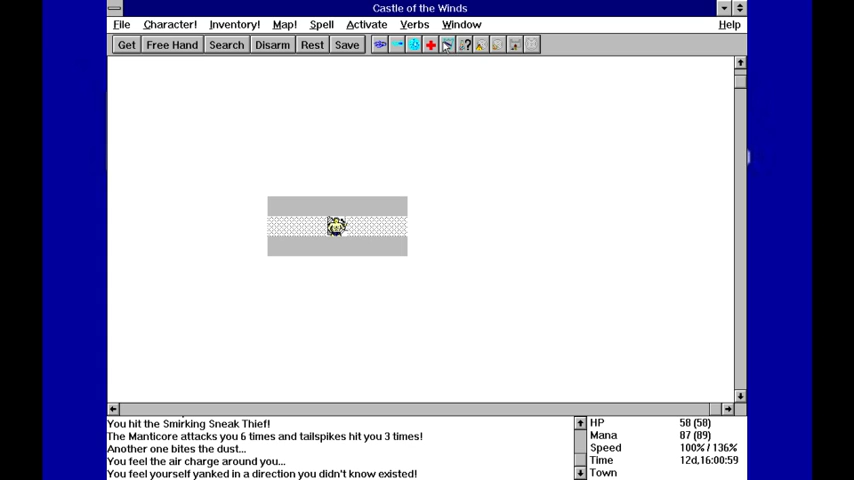 Castle of the Winds
File Character! Inventory! Map! Spell Activate Verbs Window Help
Get Free Hand Search Disarm Rest Save
You hit the Smirking Sneak Thief!
The Manticore attacks you 6 times and tailspikes hit you 3 times!
Another one bites the dust...
You feel the air charge around you...
You feel yourself yanked in a direction you didn't know existed!
HP 58 (58)
Mana 87 (89)
Speed 100% / 136%
Time 12d,16:00:59
Town